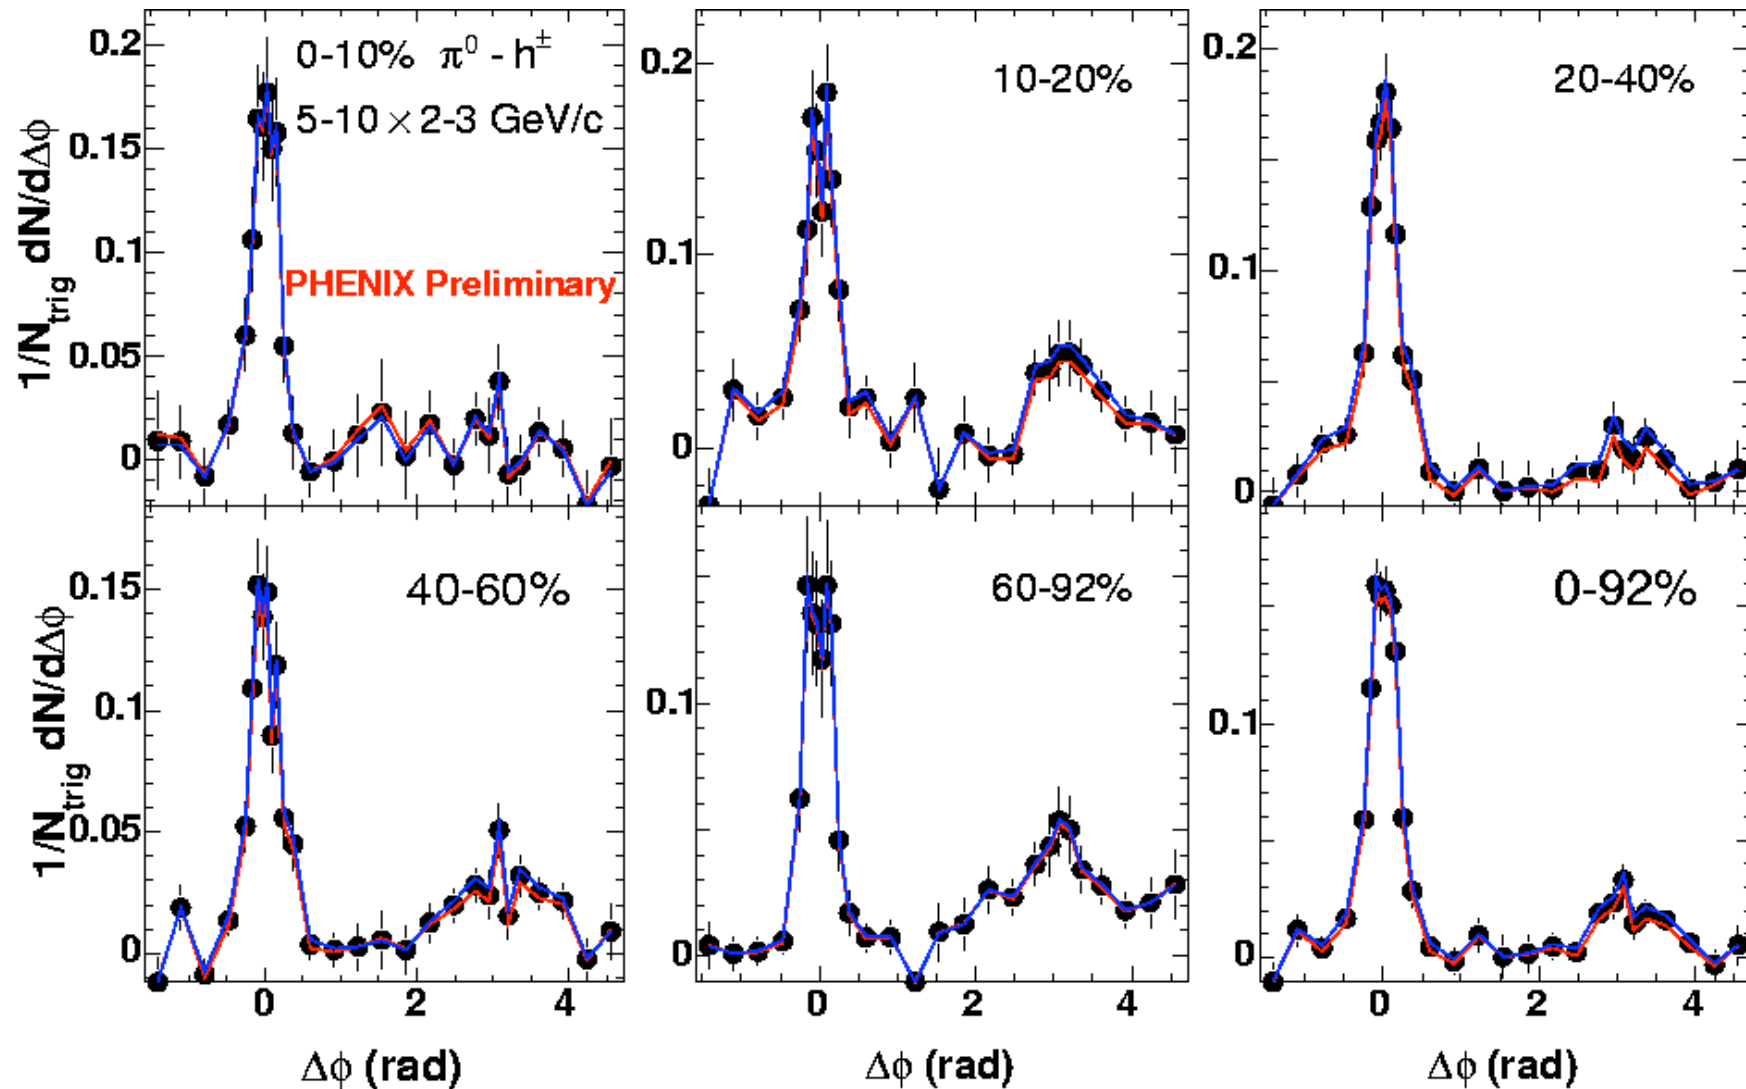 0-10% π⁰ - h±
5-10 × 2-3 GeV/c
PHENIX Preliminary
1/N_trig dN/dΔϕ
0.2
0.15
0.1
0.05
0
10-20%
0.2
0.1
0
20-40%
0.2
0.1
0
40-60%
1/N_trig dN/dΔϕ
0.15
0.1
0.05
0
0 2 4
Δϕ (rad)
60-92%
0.1
0
0 2 4
Δϕ (rad)
0-92%
0.1
0
0 2 4
Δϕ (rad)